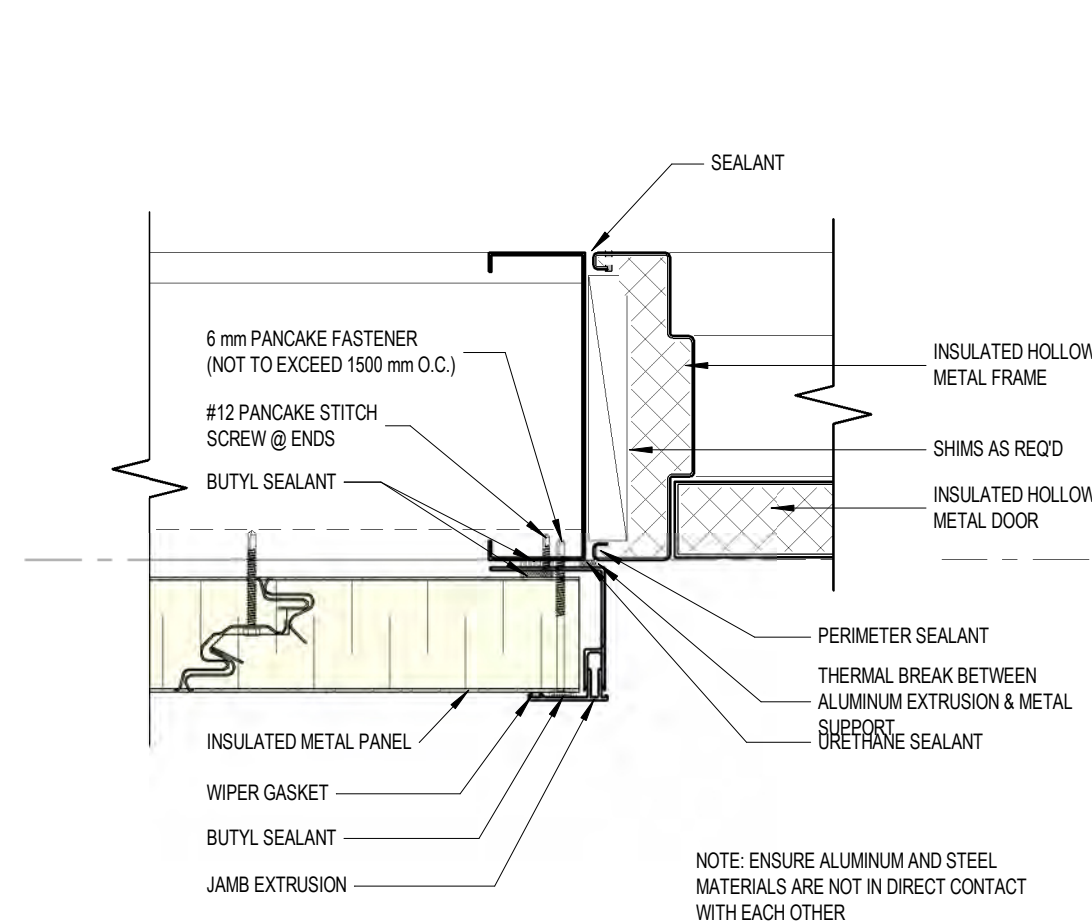 SEALANT
6 mm PANCAKE FASTENER
(NOT TO EXCEED 1500 mm O.C.)
#12 PANCAKE STITCH
SCREW @ ENDS
BUTYL SEALANT
INSULATED HOLLOW
METAL FRAME
SHIMS AS REQ'D
INSULATED HOLLOW
METAL DOOR
PERIMETER SEALANT
THERMAL BREAK BETWEEN
ALUMINUM EXTRUSION & METAL
SUPPORT
URETHANE SEALANT
INSULATED METAL PANEL
WIPER GASKET
BUTYL SEALANT
JAMB EXTRUSION
NOTE: ENSURE ALUMINUM AND STEEL
MATERIALS ARE NOT IN DIRECT CONTACT
WITH EACH OTHER